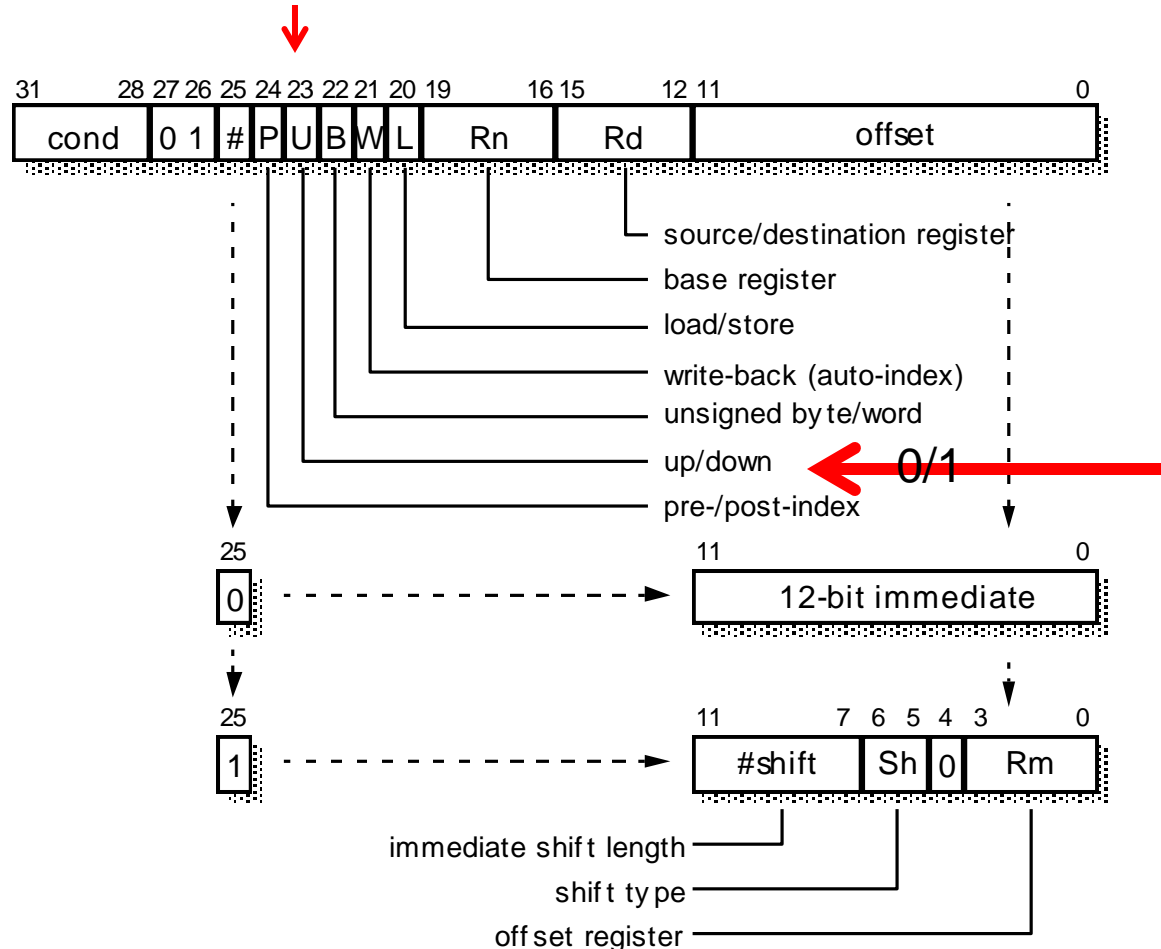 31 28 27 26 25 24 23 22 21 20 19 16 15 12 11 0
cond 0 1 # P U B W L Rn Rd offset
source/destination register
base register
load/store
write-back (auto-index)
unsigned byte/word
up/down 0/1
pre-/post-index
25 11 0
0 12-bit immediate
25 11 7 6 5 4 3 0
1 #shift Sh 0 Rm
immediate shift length
shift type
offset register